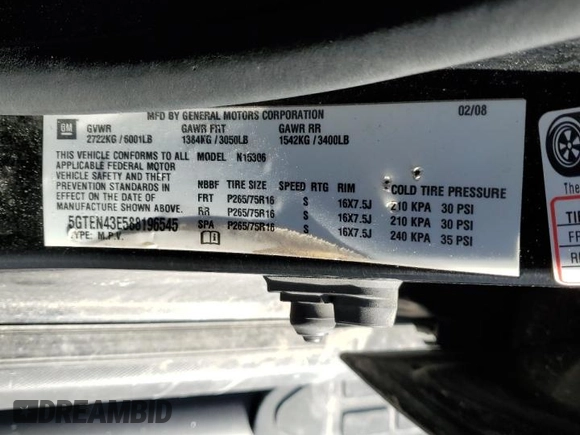 MFD BY GENERAL MOTORS CORPORATION 02/08
GM GVWR GAWR FRT GAWR RR
2722KG / 6001LB 1384KG / 3050LB 1542KG / 3400LB
THIS VEHICLE CONFORMS TO ALL MODEL N15306
APPLICABLE FEDERAL MOTOR
VEHICLE SAFETY AND THEFT
PREVENTION STANDARDS IN
EFFECT ON THE DATE OF
MANUFACTURE SHOWN ABOVE.
5GTEN43E588196545
TYPE: M.P.V.
NBBF TIRE SIZE SPEED RTG RIM COLD TIRE PRESSURE
FRT P265/75R16 S 16X7.5J 210 KPA 30 PSI
RR P265/75R16 S 16X7.5J 210 KPA 30 PSI
SPA P265/75R16 S 16X7.5J 240 KPA 35 PSI
The
TI
FR
DREAMBID